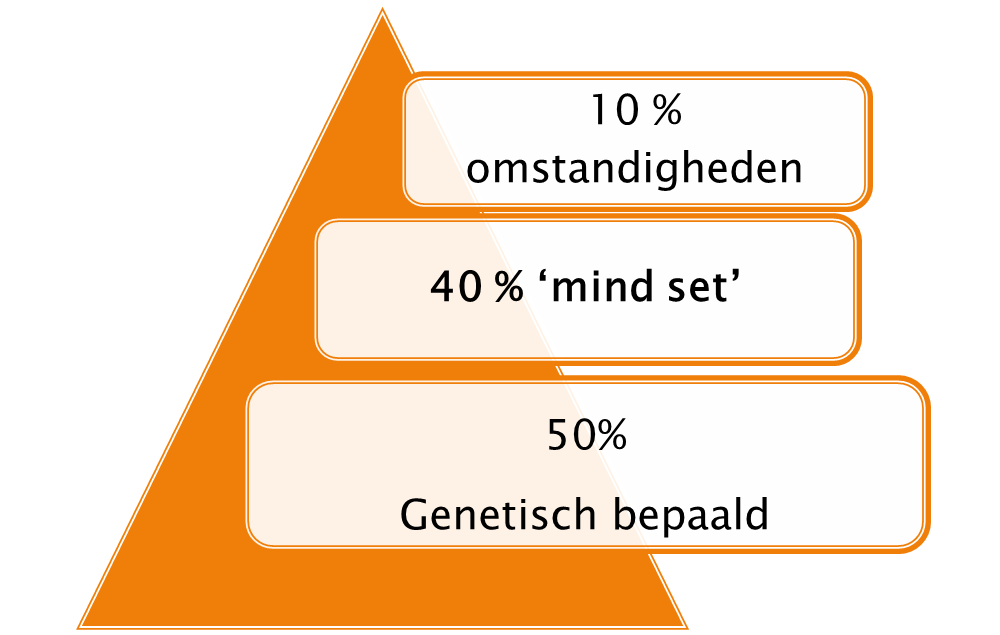 10 %
omstandigheden
40 % ‘mind set’
50%
Genetisch bepaald